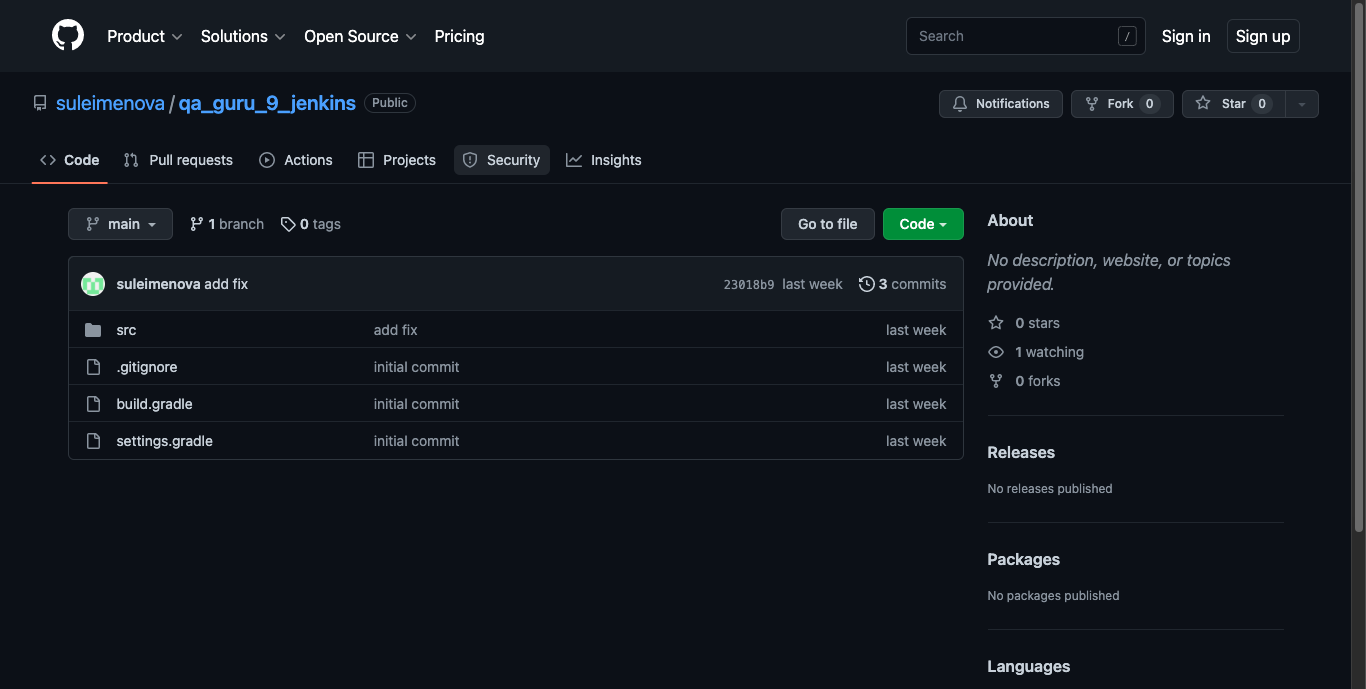 Product Solutions Open Source Pricing Search / Sign in Sign up
suleimenova / qa_guru_9_jenkins Public Notifications Fork 0 Star 0
Code Pull requests Actions Projects Security Insights
main 1 branch 0 tags Go to file Code
suleimenova add fix 23018b9 last week 3 commits
src add fix last week
.gitignore initial commit last week
build.gradle initial commit last week
settings.gradle initial commit last week
About
No description, website, or topics
provided.
0 stars
1 watching
0 forks
Releases
No releases published
Packages
No packages published
Languages